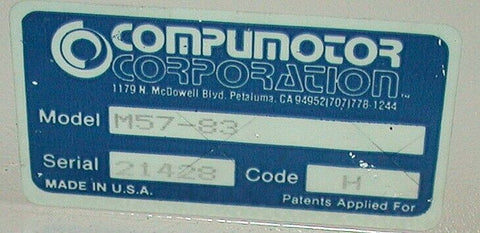 COMPUMOTOR
CORPORATION
1179 N. McDowell Blvd. Petaluma, CA 94952(707)778-1244
Model M57-83
Serial 21428 Code H
MADE IN U.S.A. Patents Applied For